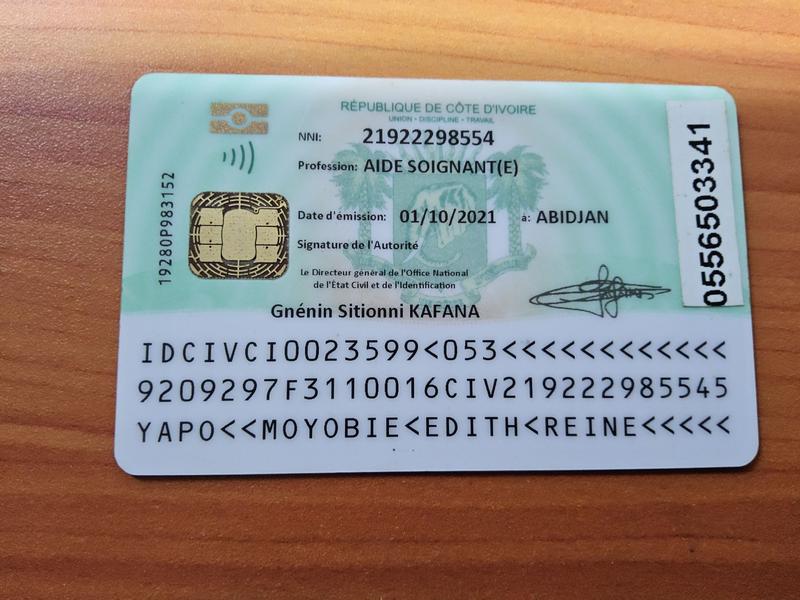 RÉPUBLIQUE DE CÔTE D'IVOIRE
UNION - DISCIPLINE - TRAVAIL
NNI: 21922298554
Profession: AIDE SOIGNANT(E)
Date d'émission: 01/10/2021 à: ABIDJAN
Signature de l'Autorité
Le Directeur général de l'Office National
de l'État Civil et de l'Identification
Gnénin Sitionni KAFANA
19280P983152
0556503341
IDCIVCI0023599<053<<<<<<<<<<<<
9209297F3110016CIV219222985545
YAPO<<MOYOBIE<EDITH<REINE<<<<<